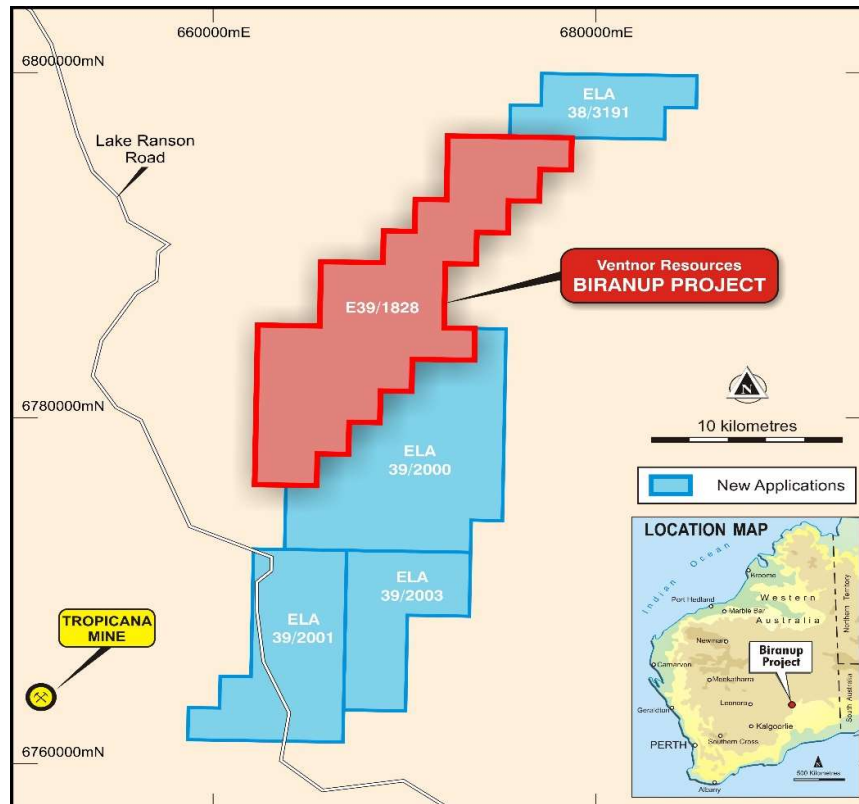 660000mE
680000mE
6800000mN
ELA
38/3191
Lake Ranson
Road
Ventnor Resources
BIRANUP PROJECT
E39/1828
6780000mN
10 kilometres
ELA
39/2000
New Applications
LOCATION MAP
Indian Ocean
Broome
Port Hedland
Marble Bar
Western
Australia
Northern Territory
Newman
Biranup
Project
Carnarvon
Meekatharra
South Australia
Geraldton
Leonora
Kalgoorlie
PERTH
Southern Cross
Albany
N
500 Kilometres
ELA
39/2003
ELA
39/2001
TROPICANA
MINE
6760000mN